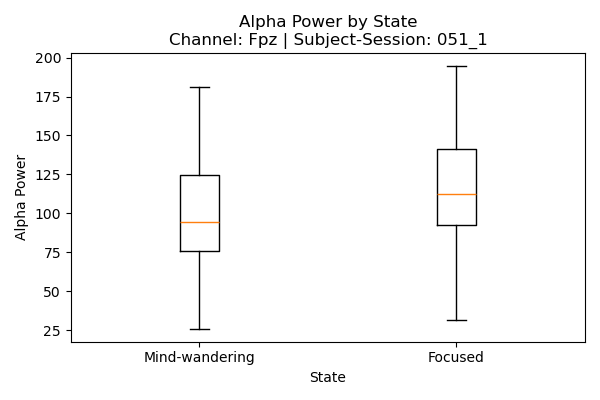 Alpha Power by State
Channel: Fpz | Subject-Session: 051_1
200
175
150
125
100
75
50
25
Alpha Power
Mind-wandering
Focused
State